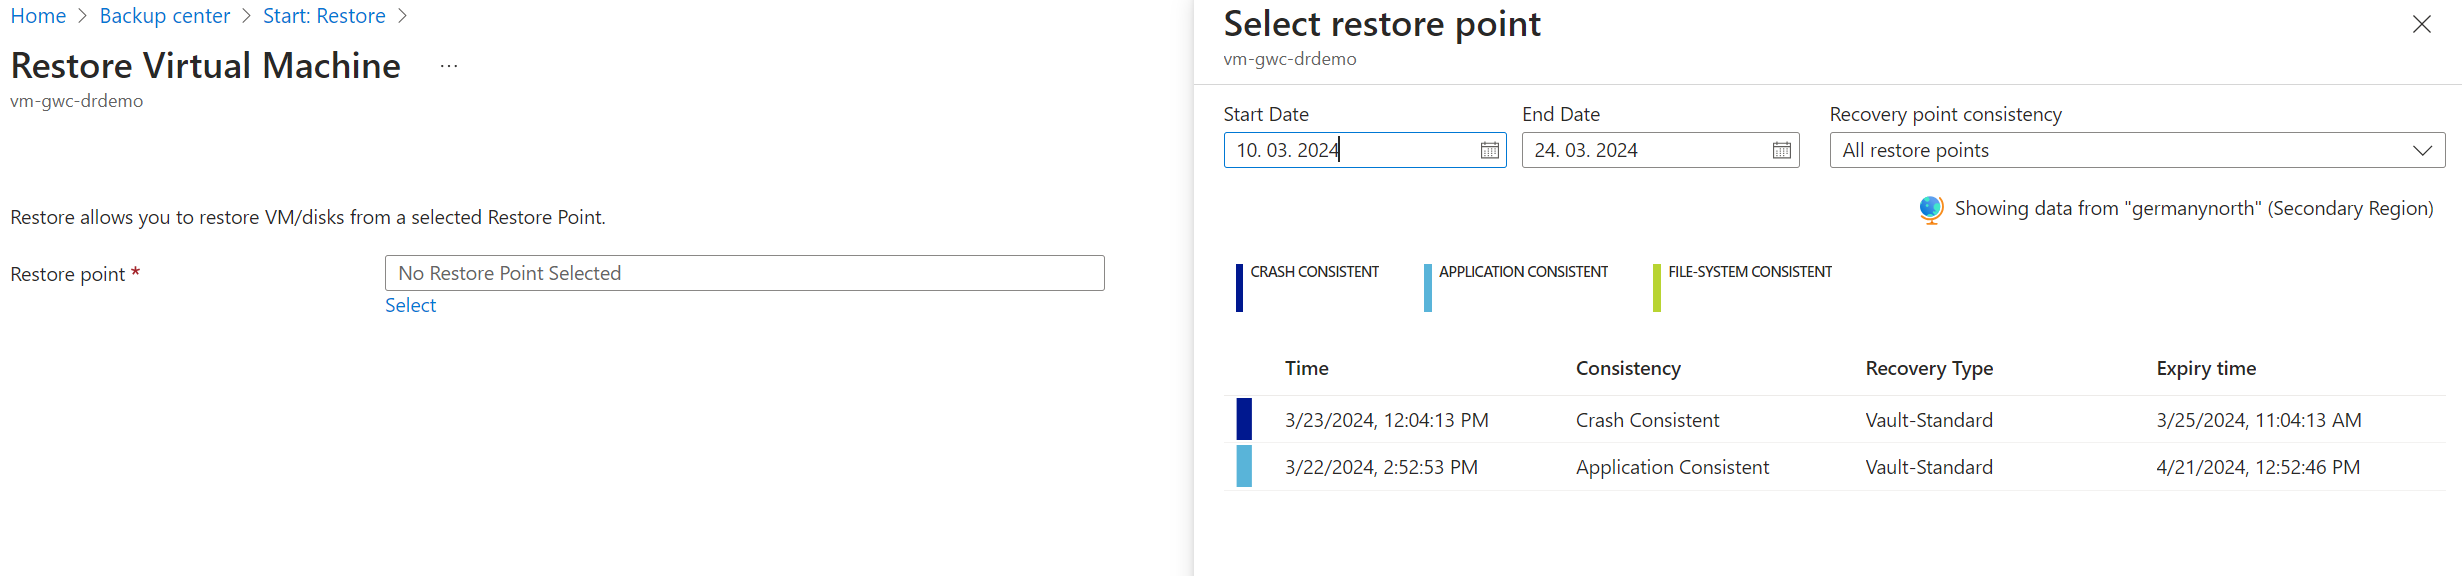 Home > Backup center > Start: Restore >
Restore Virtual Machine ...
vm-gwc-drdemo
Restore allows you to restore VM/disks from a selected Restore Point.
Restore point *
No Restore Point Selected
Select
Select restore point
vm-gwc-drdemo
Start Date End Date Recovery point consistency
10. 03. 2024 24. 03. 2024 All restore points
Showing data from "germanynorth" (Secondary Region)
CRASH CONSISTENT APPLICATION CONSISTENT FILE-SYSTEM CONSISTENT
Time Consistency Recovery Type Expiry time
3/23/2024, 12:04:13 PM Crash Consistent Vault-Standard 3/25/2024, 11:04:13 AM
3/22/2024, 2:52:53 PM Application Consistent Vault-Standard 4/21/2024, 12:52:46 PM